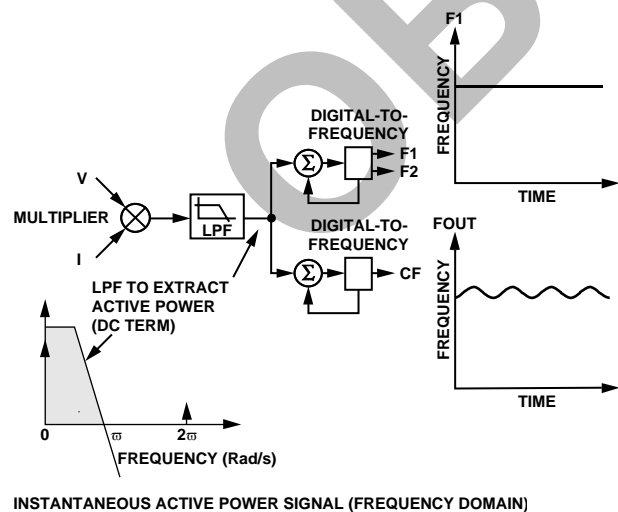 F1
FREQUENCY
TIME
DIGITAL-TO-
FREQUENCY
Σ
F1
F2
V
MULTIPLIER
I
LPF
DIGITAL-TO-
FREQUENCY
Σ
CF
FOUT
FREQUENCY
TIME
LPF TO EXTRACT
ACTIVE POWER
(DC TERM)
0
ϖ
2ϖ
FREQUENCY (Rad/s)
INSTANTANEOUS ACTIVE POWER SIGNAL (FREQUENCY DOMAIN)